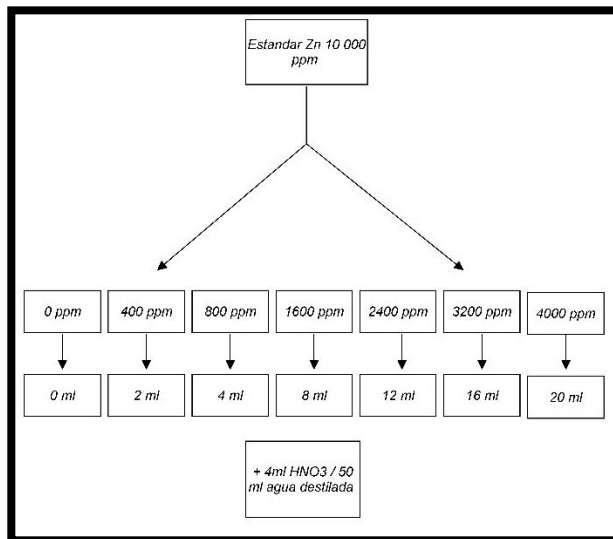 Estandar Zn 10 000
ppm
0 ppm
400 ppm
800 ppm
1600 ppm
2400 ppm
3200 ppm
4000 ppm
0 ml
2 ml
4 ml
8 ml
12 ml
16 ml
20 ml
+ 4ml HNO3 / 50
ml agua destilada